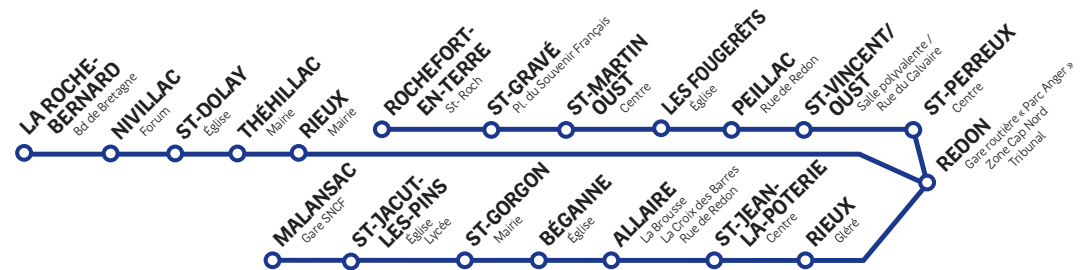 LA ROCHE-
BERNARD
Bd de Bretagne
NIVILLAC
Forum
ST-DOLAY
Église
THÉHILLAC
Mairie
RIEUX
Mairie
ROCHEFORT-
EN-TERRE
St- Roch
ST-GRAVÉ
Pl. du Souvenir Français
ST-MARTIN
OUST
Centre
LES FOUGERÊTS
Église
PEILLAC
Rue de Redon
ST-VINCENT/
OUST
Salle polyvalente /
Rue du Calvaire
ST-PERREUX
Centre
REDON
Gare routière « Parc Anger »
Zone Cap Nord
Tribunal
MALANSAC
Gare SNCF
ST-JACUT-
LES-PINS
Église
Lycée
ST-GORGON
Mairie
BÉGANNE
Église
ALLAIRE
La Brousse
La Croix des Barres
Rue de Redon
ST-JEAN-
LA-POTERIE
Centre
RIEUX
Gléré